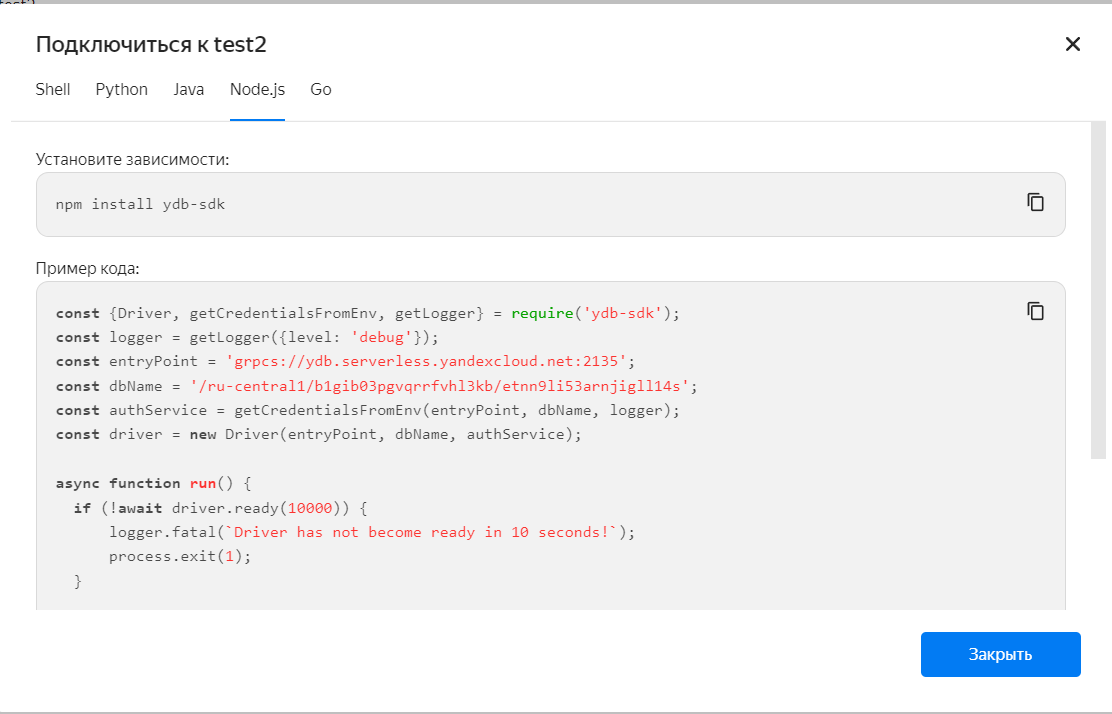 Подключиться к test2
Shell Python Java Node.js Go
Установите зависимости:
npm install ydb-sdk
Пример кода:
const {Driver, getCredentialsFromEnv, getLogger} = require('ydb-sdk');
const logger = getLogger({level: 'debug'});
const entryPoint = 'grpcs://ydb.serverless.yandexcloud.net:2135';
const dbName = '/ru-central1/b1gib03pgvqrrfvhl3kb/etnn9li53arnjigll14s';
const authService = getCredentialsFromEnv(entryPoint, dbName, logger);
const driver = new Driver(entryPoint, dbName, authService);
async function run() {
if (!await driver.ready(10000)) {
logger.fatal(`Driver has not become ready in 10 seconds!`);
process.exit(1);
}
Закрыть